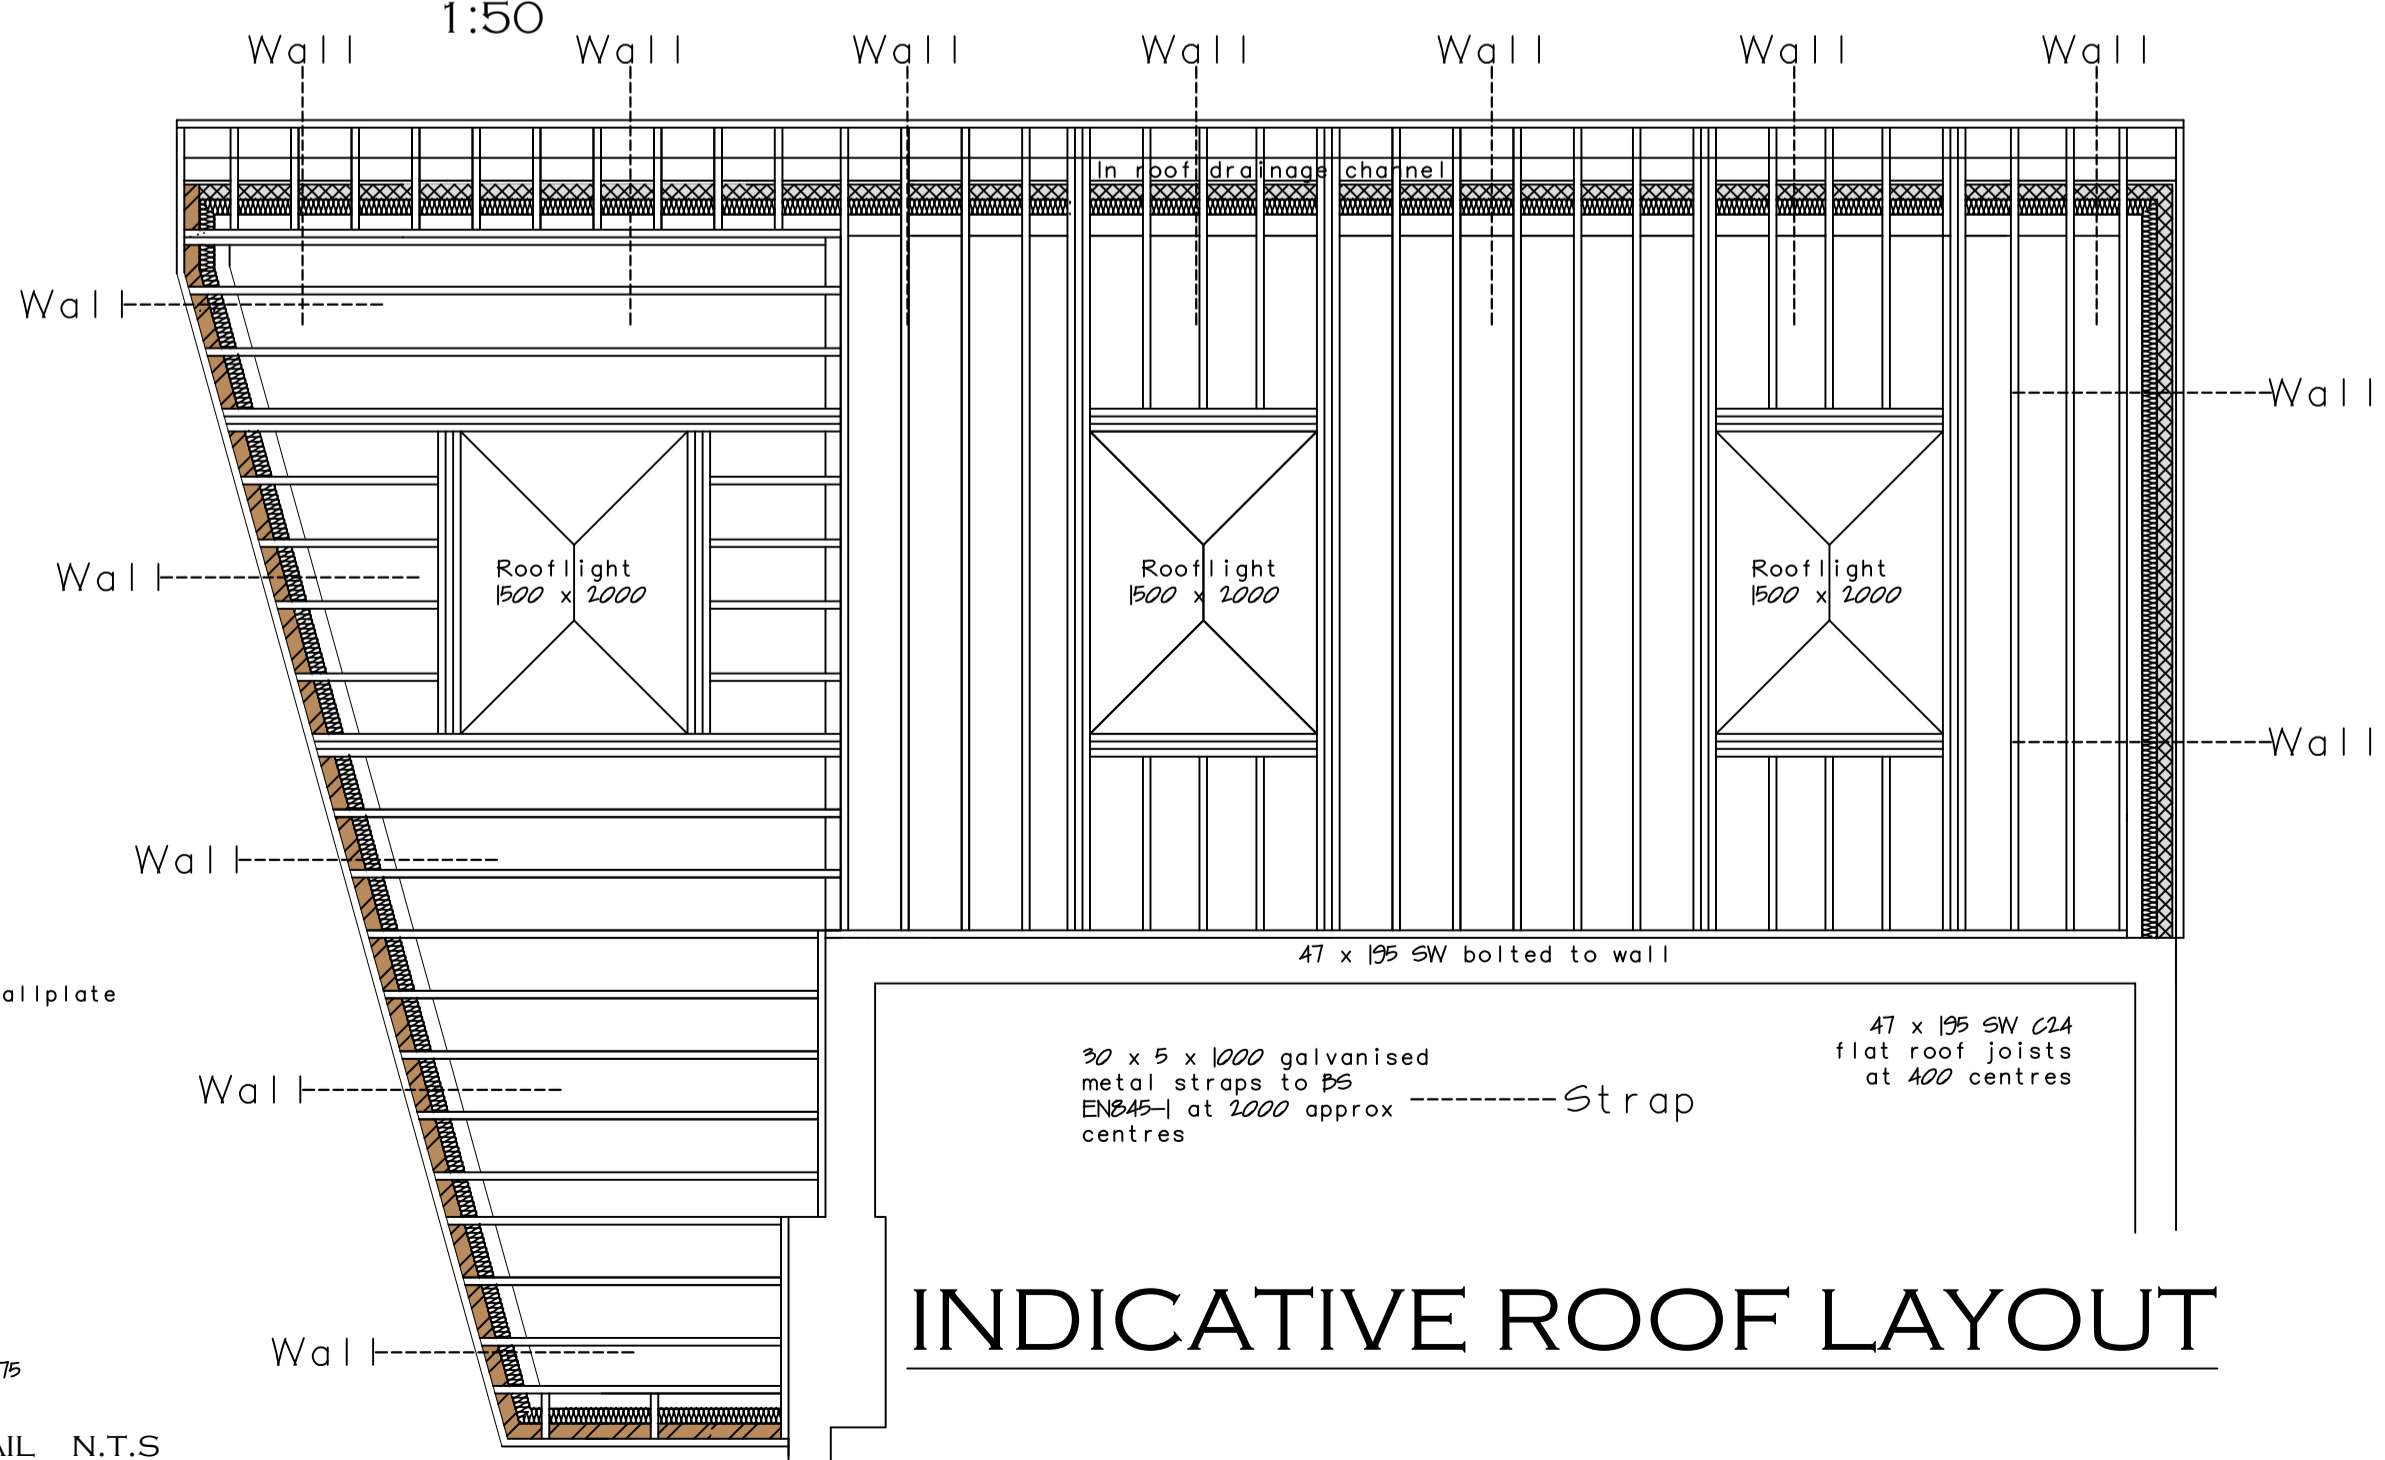 1:50
Wall Wall Wall Wall Wall Wall Wall
In roof drainage channel
Wall
Wall
Rooflight
1500 x 2000
Rooflight
1500 x 2000
Rooflight
1500 x 2000
Wall
Wall
Wall
Wall
47 x 195 SW bolted to wall
allplate
47 x 195 SW C24
flat roof joists
at 400 centres
30 x 5 x 1000 galvanised
metal straps to BS
EN845-1 at 2000 approx
centres
Strap
Wall
INDICATIVE ROOF LAYOUT
Wall
75
AIL N.T.S